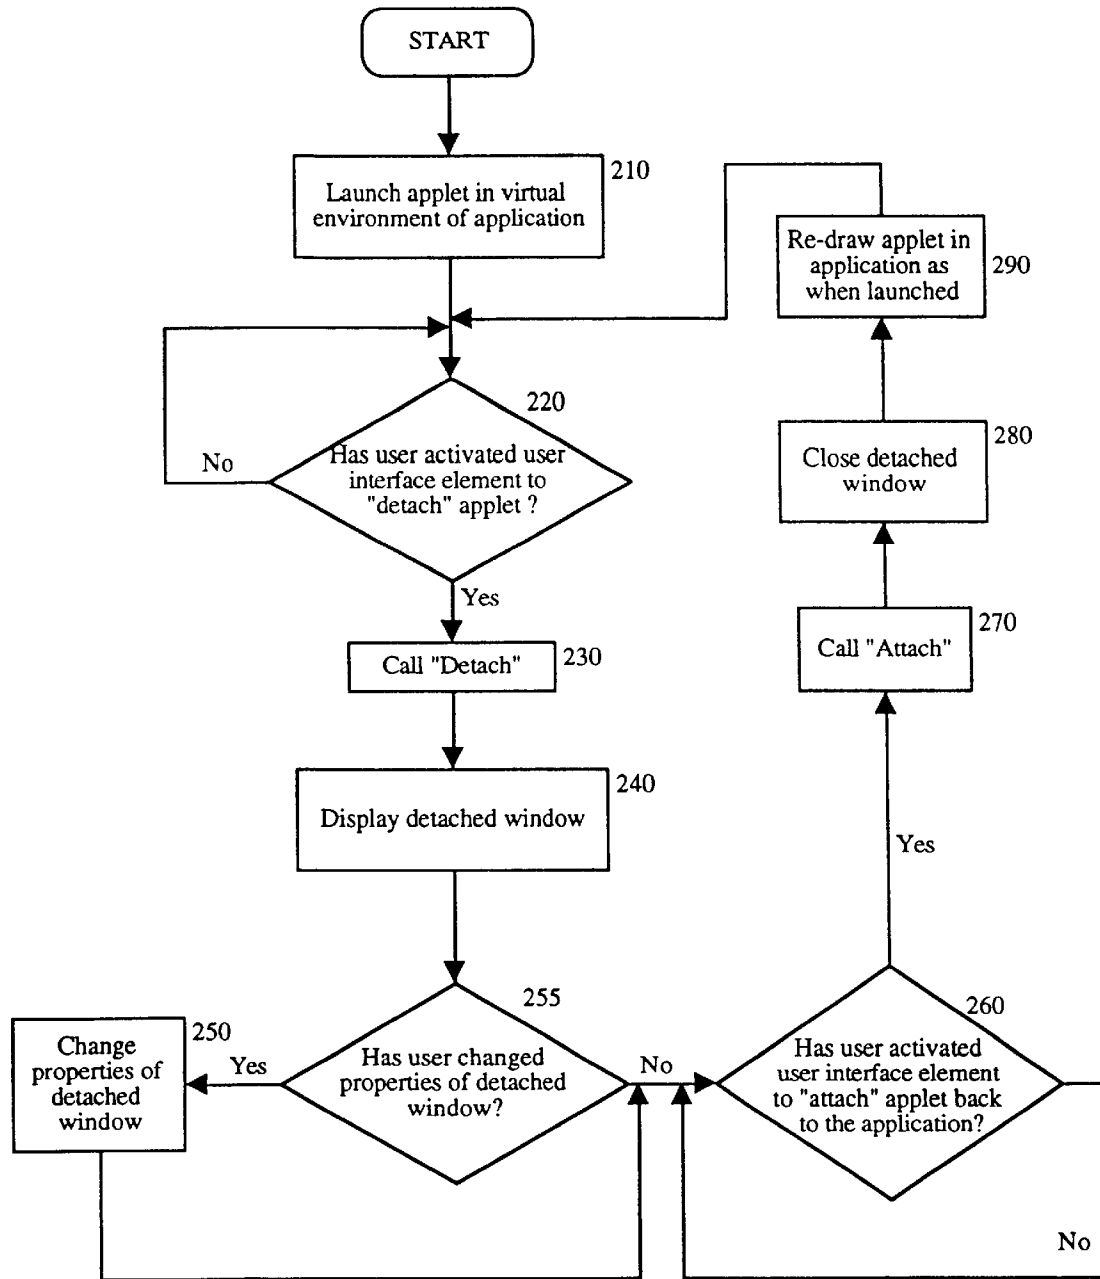 START
210
Launch applet in virtual
environment of application
220
No
Has user activated user
interface element to
"detach" applet ?
Yes
Call "Detach"
230
240
Display detached window
255
250
Change
properties of
detached
window
Yes
Has user changed
properties of detached
window?
No
260
Has user activated
user interface element
to "attach" applet back
to the application?
No
Yes
270
Call "Attach"
280
Close detached
window
Re-draw applet in
application as
when launched
290